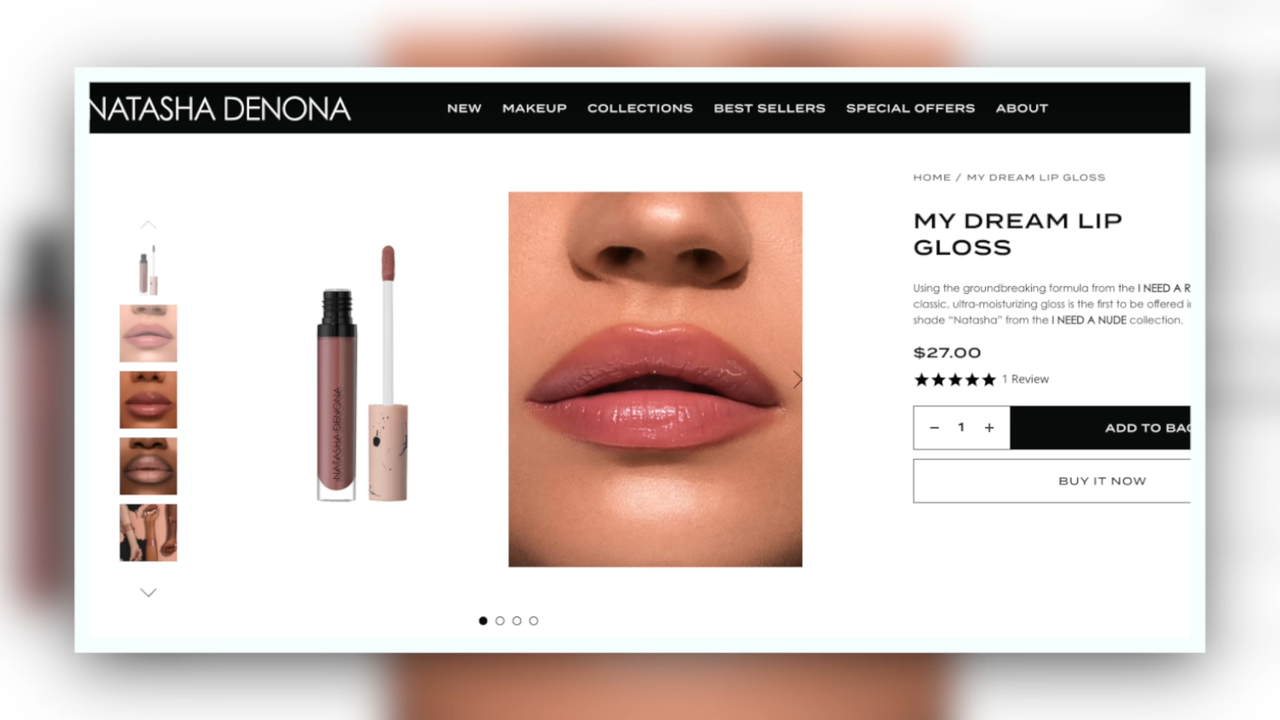 NATASHA DENONA
NEW MAKEUP COLLECTIONS BEST SELLERS SPECIAL OFFERS ABOUT
HOME / MY DREAM LIP GLOSS
MY DREAM LIP
GLOSS
Using the groundbreaking formula from the I NEED A R
classic, ultra-moisturizing gloss is the first to be offered i
shade “Natasha” from the I NEED A NUDE collection.
$27.00
1 Review
− 1 +
ADD TO BAG
BUY IT NOW
NATASHA DENONA